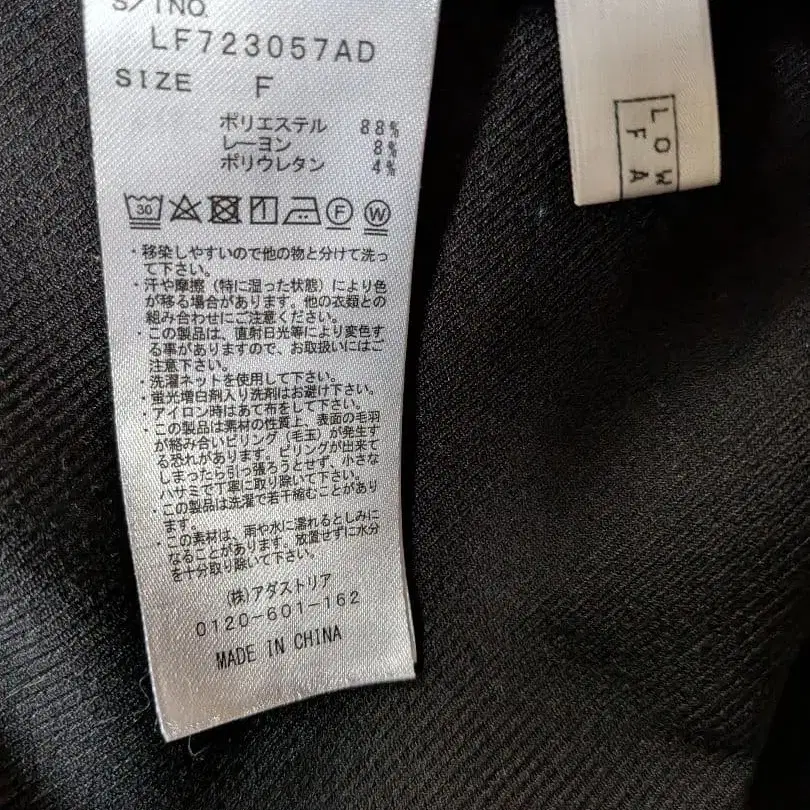 S/TNO.
LF723057AD
SIZE F
ポリエステル 88%
レーヨン 8%
ポリウレタン 4%
30
F W
・移染しやすいので他の物と分けて洗っ
て下さい。
・汗や摩擦（特に湿った状態）により色
が移る場合があります。他の衣類との
組み合わせにご注意ください。
・この製品は、直射日光等により変色す
る事がありますので、お取扱いにはご
注意下さい。
・洗濯ネットを使用して下さい。
・蛍光増白剤入り洗剤はお避け下さい。
・アイロン時はあて布をして下さい。
・この製品は素材の性質上、表面の毛羽
が絡み合いピリング（毛玉）が発生す
る恐れがあります。ピリングが出来て
しまったら引っ張ろうとせず、小さな
ハサミで丁寧に取り除いて下さい。
・この製品は洗濯で若干縮むことがあり
ます。
・この素材は、雨や水に濡れるとしみに
なることがあります。放置せずに水分
を十分取り除いて下さい。
(株)アダストリア
0120-601-162
MADE IN CHINA
LOW
FA